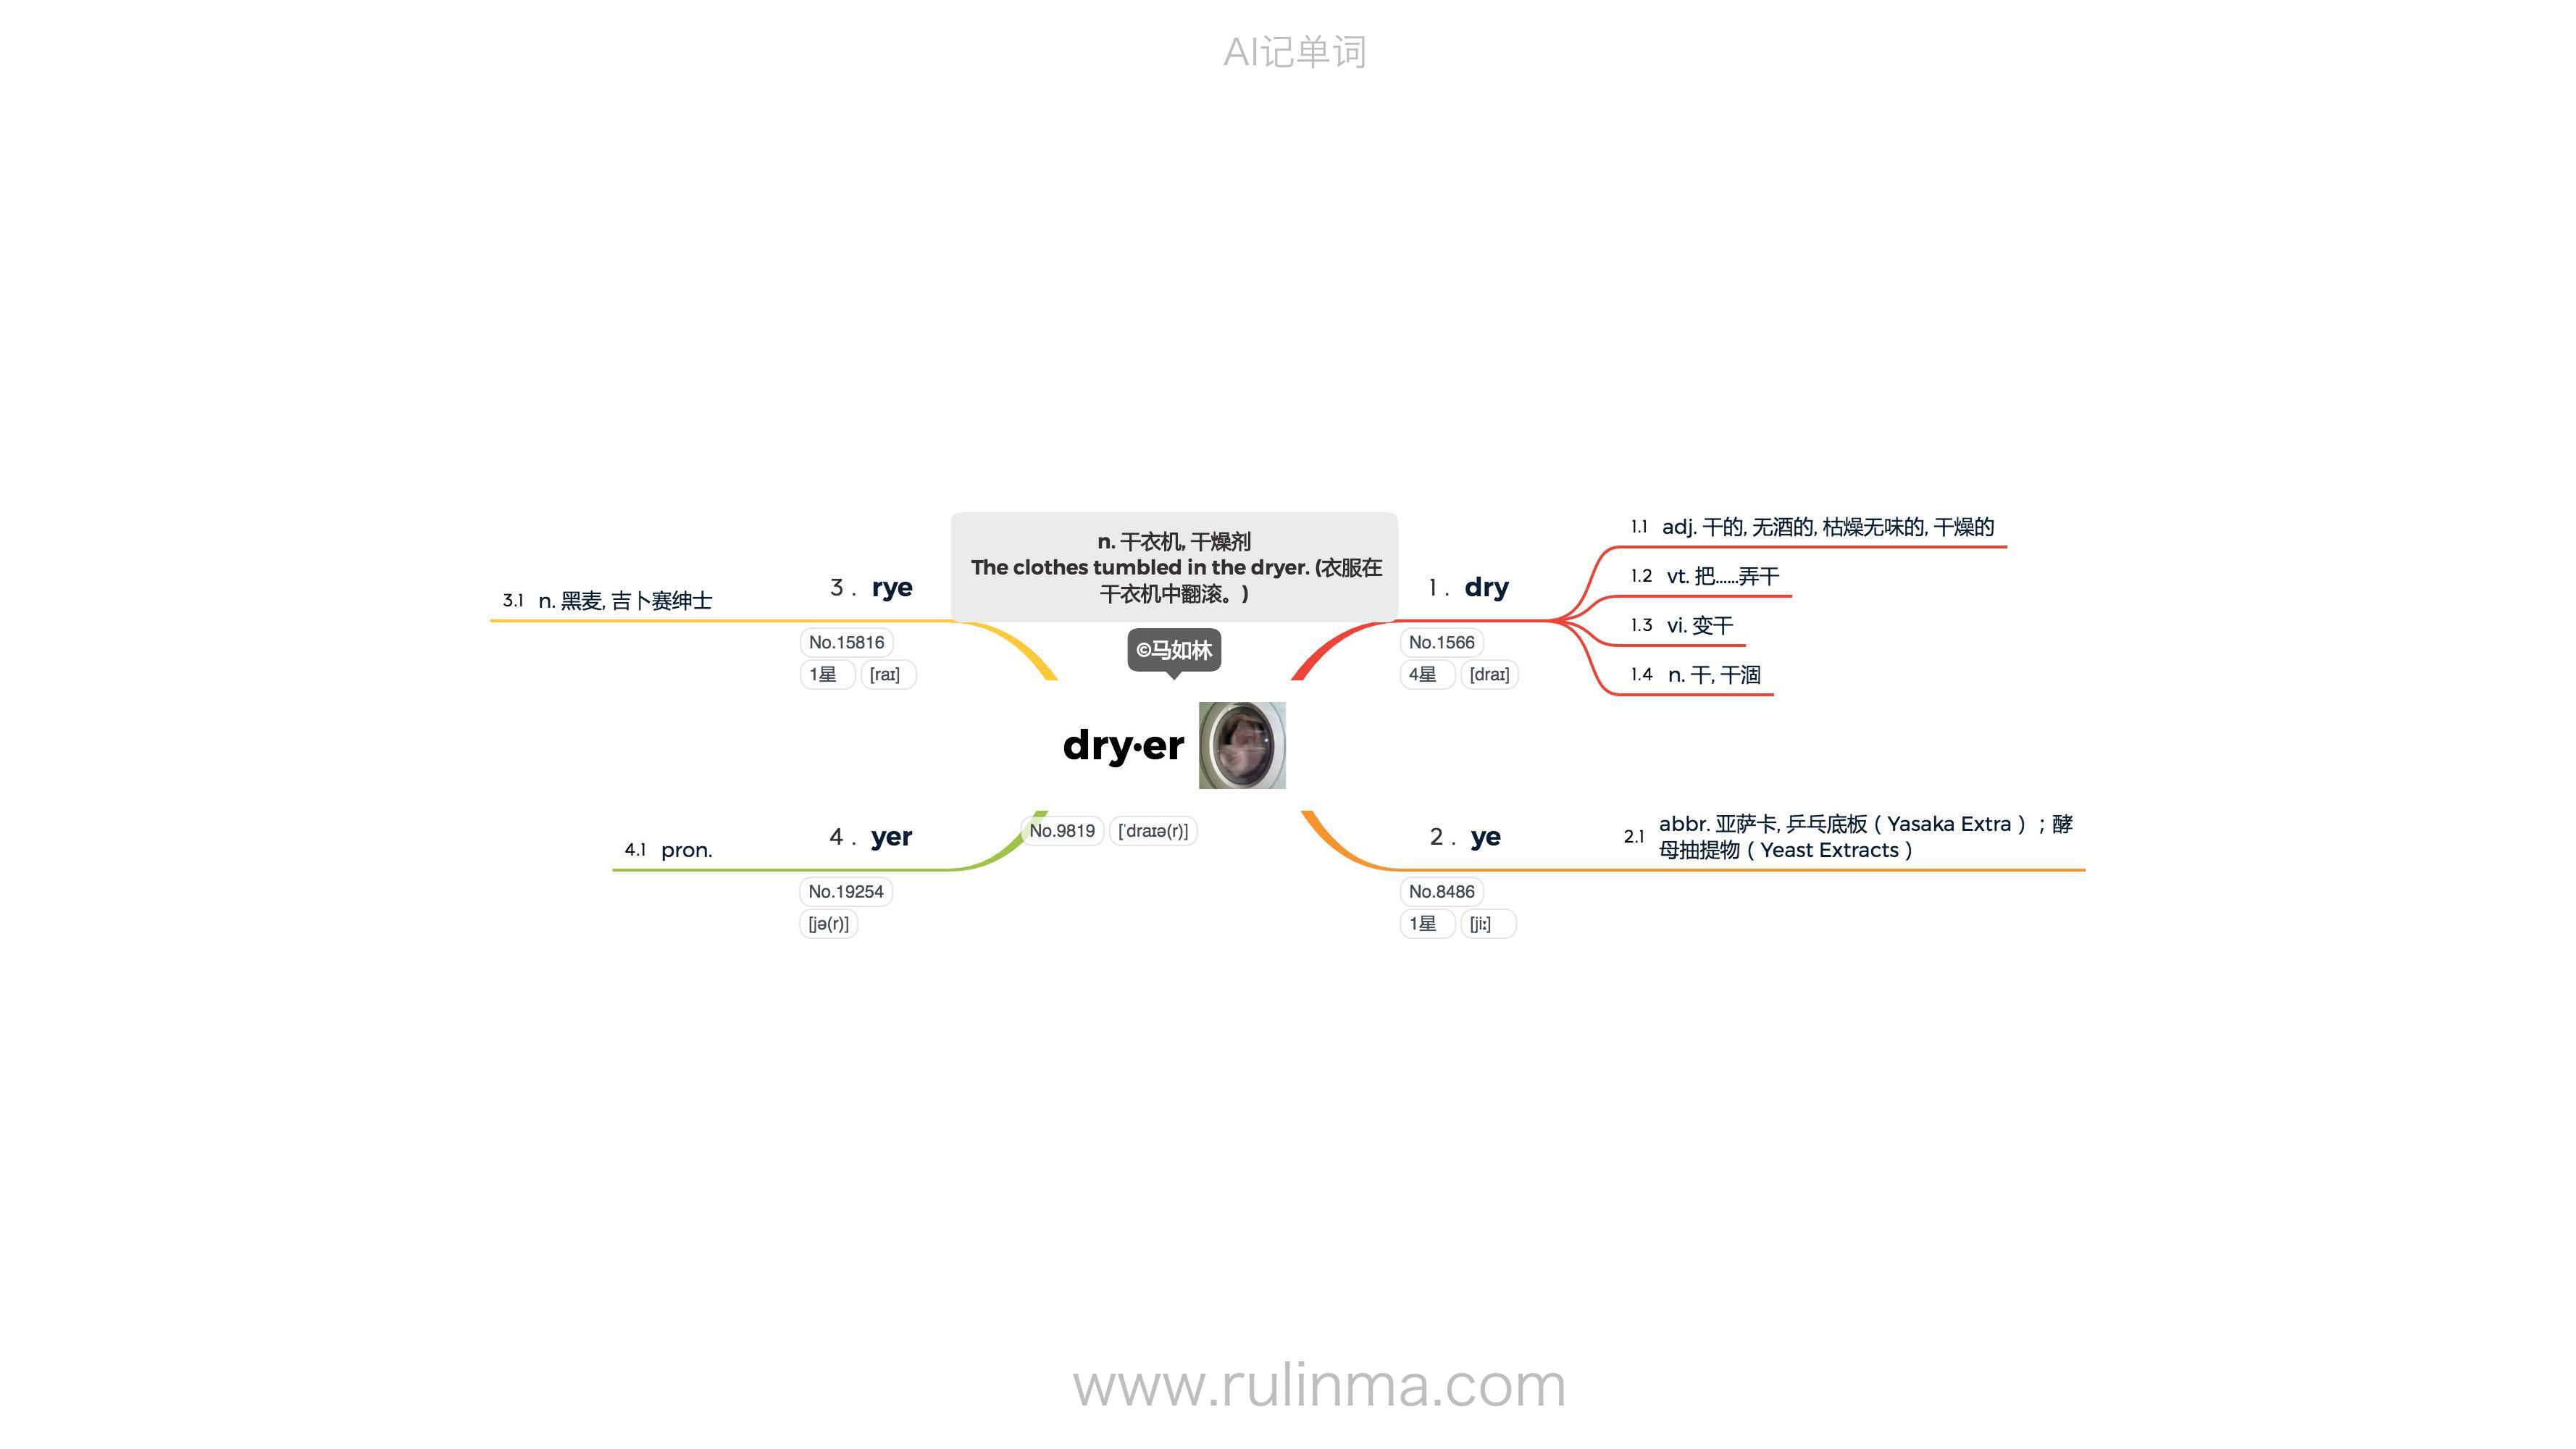 AI记单词
n. 干衣机, 干燥剂
The clothes tumbled in the dryer. (衣服在
干衣机中翻滚。)
©马如林
dry·er
No.9819 [ˈdraɪə(r)]
1. dry
No.1566
4星 [draɪ]
1.1 adj. 干的, 无酒的, 枯燥无味的, 干燥的
1.2 vt. 把……弄干
1.3 vi. 变干
1.4 n. 干, 干涸
2. ye
No.8486
1星 [jiː]
2.1 abbr. 亚萨卡, 乒乓底板（Yasaka Extra）；酵
母抽提物（Yeast Extracts）
3. rye
No.15816
1星 [raɪ]
3.1 n. 黑麦, 吉卜赛绅士
4. yer
No.19254
[jə(r)]
4.1 pron.
www.rulinma.com